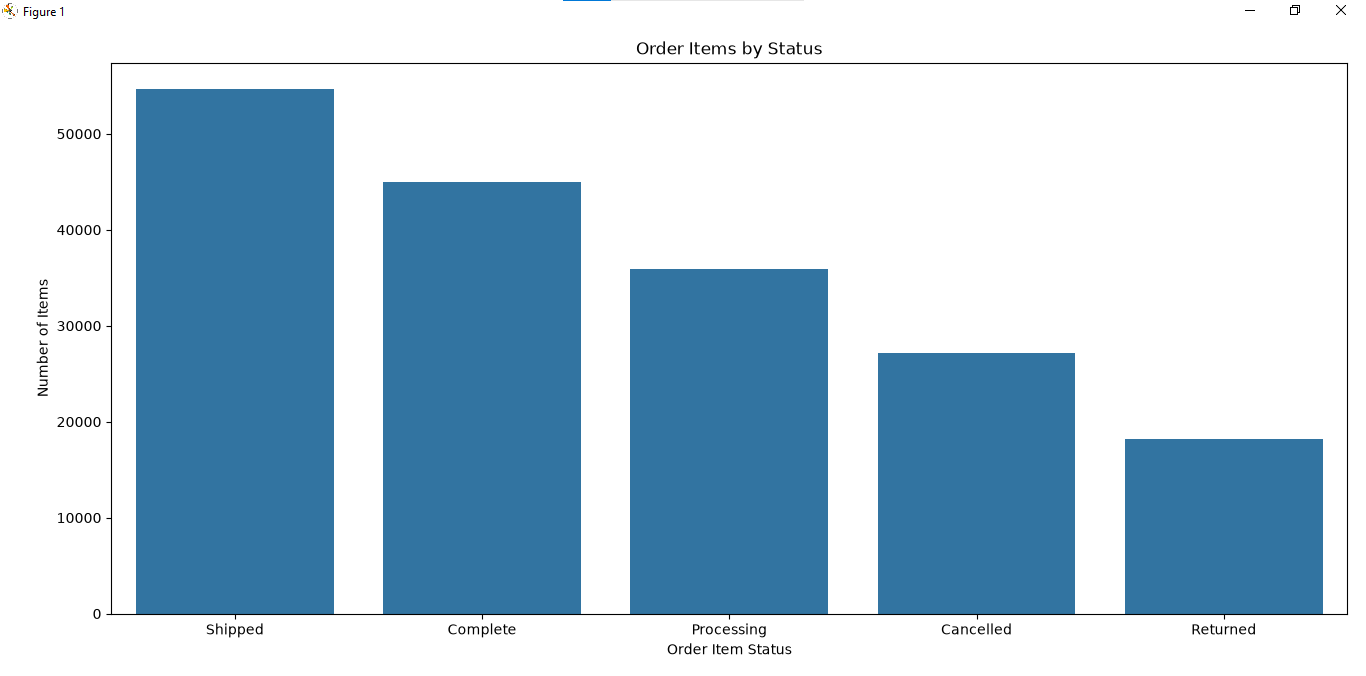 Figure 1
Order Items by Status
Number of Items
50000
40000
30000
20000
10000
0
Shipped Complete Processing Cancelled Returned
Order Item Status